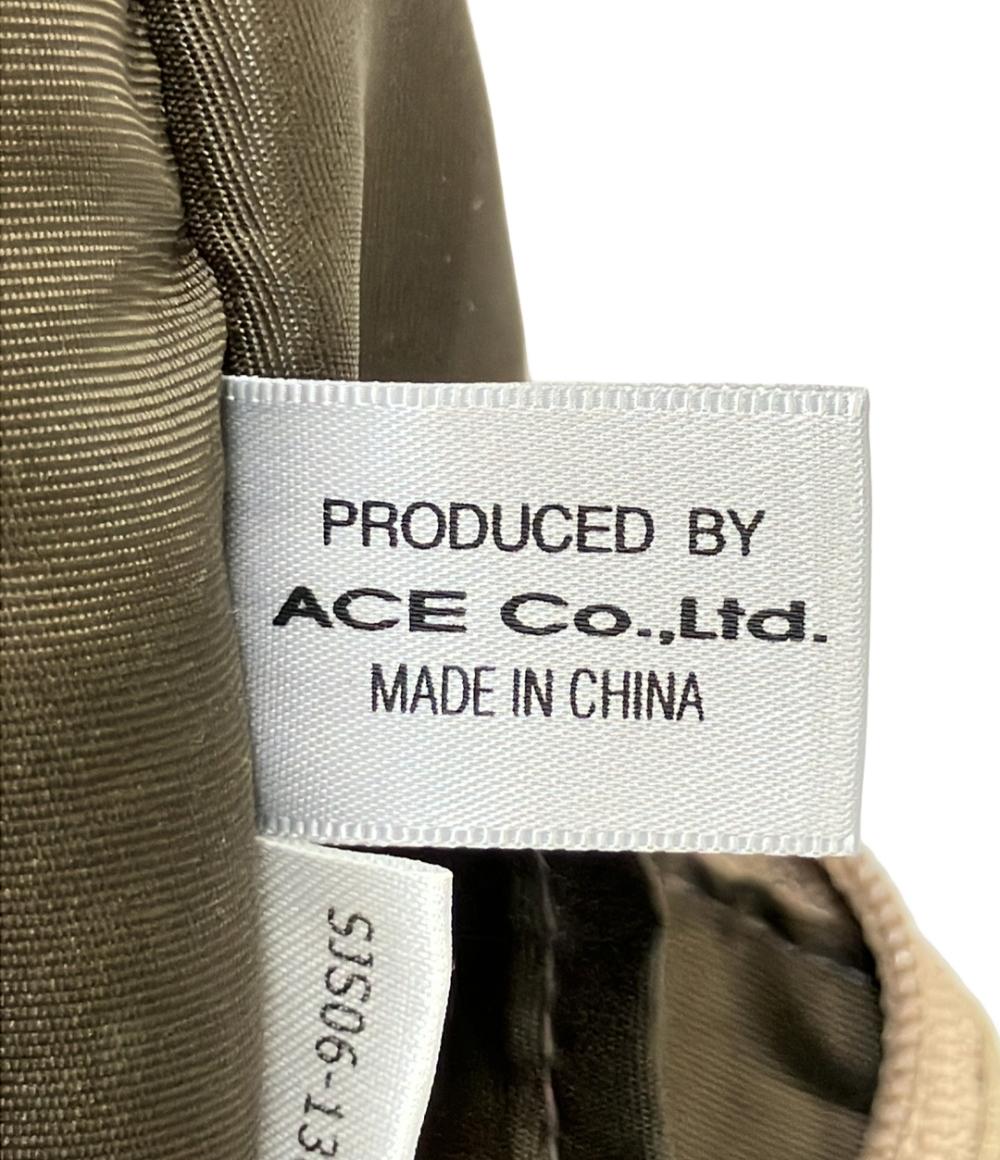 PRODUCED BY
ACE Co.,Ltd.
MADE IN CHINA
SJS06-13